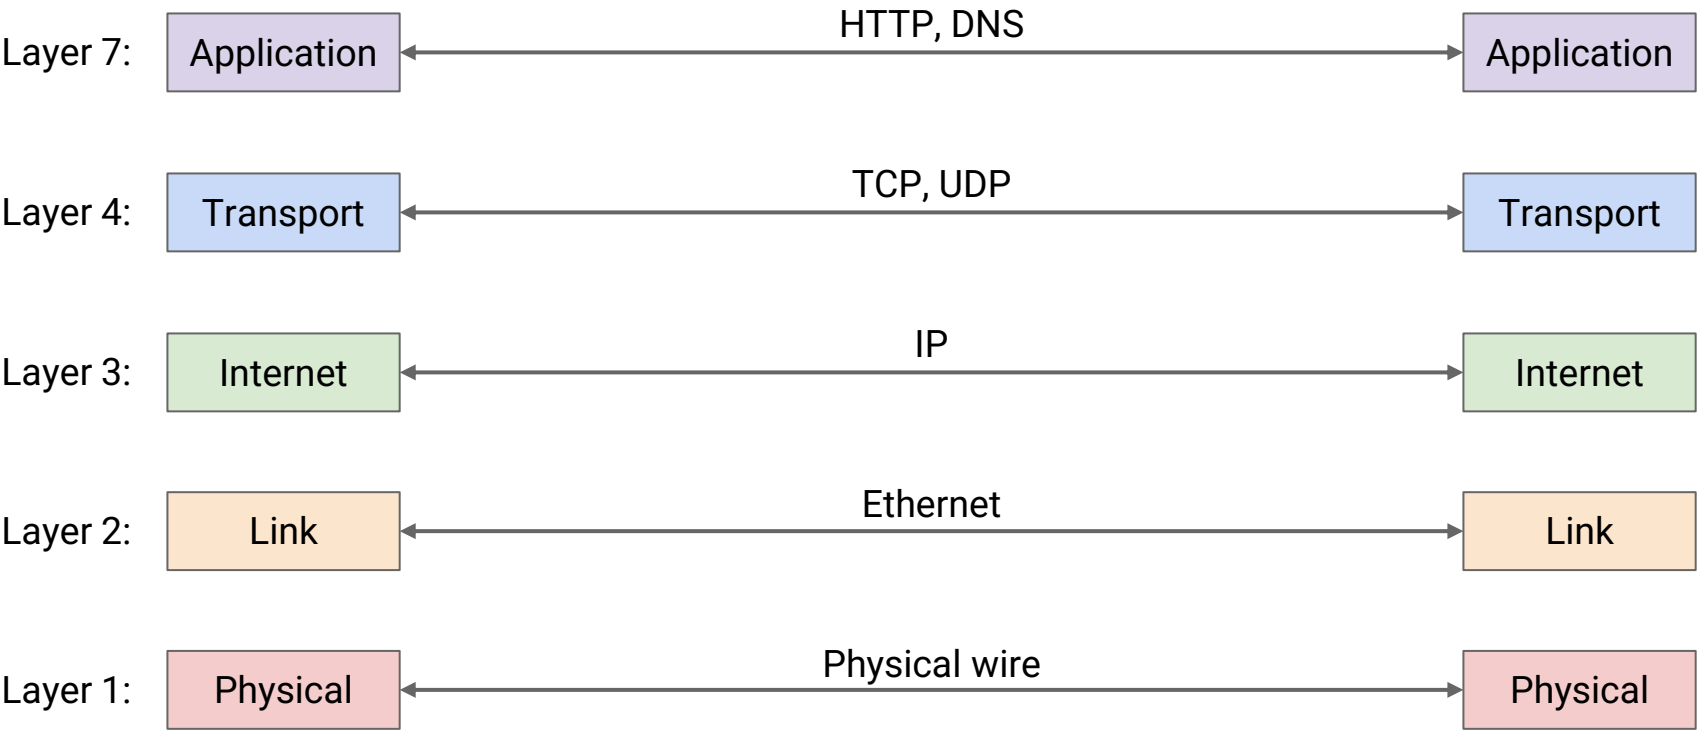 Layer 7: Application HTTP, DNS Application
Layer 4: Transport TCP, UDP Transport
Layer 3: Internet IP Internet
Layer 2: Link Ethernet Link
Layer 1: Physical Physical wire Physical